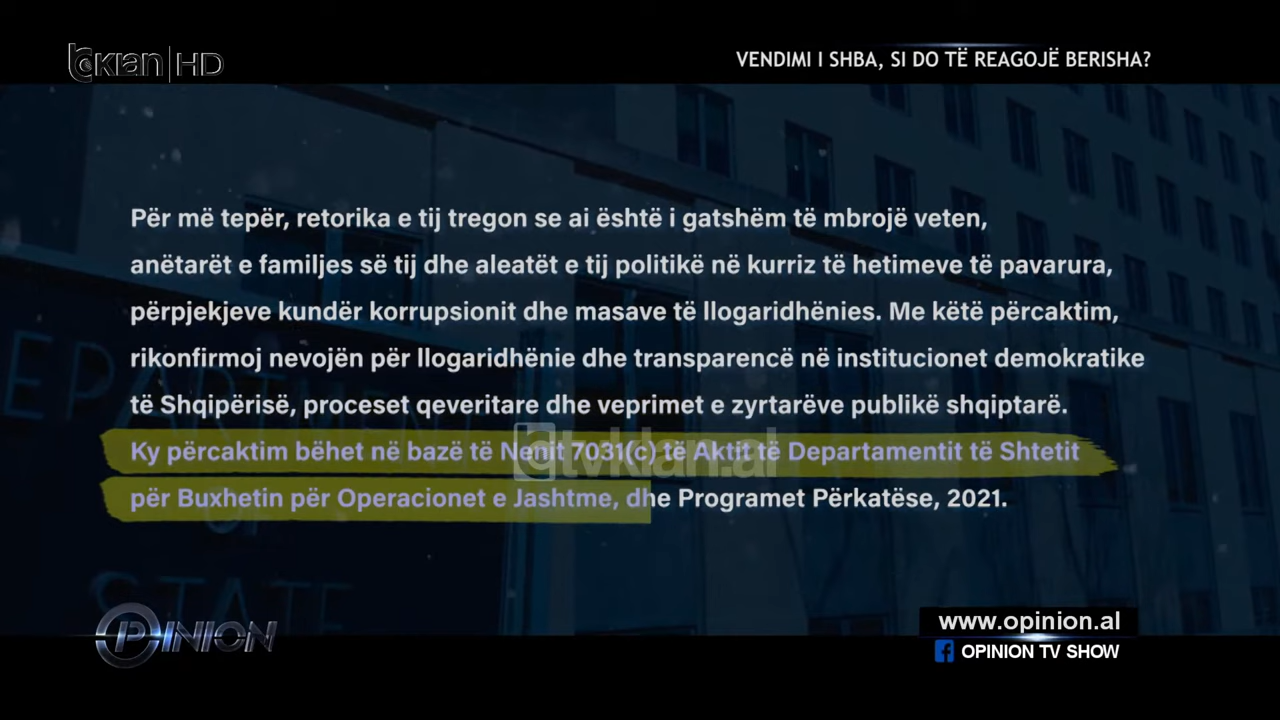 tvklan HD
VENDIMI I SHBA, SI DO TË REAGOJË BERISHA?
Për më tepër, retorika e tij tregon se ai është i gatshëm të mbrojë veten,
anëtarët e familjes së tij dhe aleatët e tij politikë në kurriz të hetimeve të pavarura,
përpjekjeve kundër korrupsionit dhe masave të llogaridhënies. Me këtë përcaktim,
rikonfirmoj nevojën për llogaridhënie dhe transparencë në institucionet demokratike
të Shqipërisë, proceset qeveritare dhe veprimet e zyrtarëve publikë shqiptarë.
Ky përcaktim bëhet në bazë të Nenit 7031(c) të Aktit të Departamentit të Shtetit
për Buxhetin për Operacionet e Jashtme, dhe Programet Përkatëse, 2021.
tvklan.al
EPARTMENT
OF
STATE
OPINION
www.opinion.al
OPINION TV SHOW